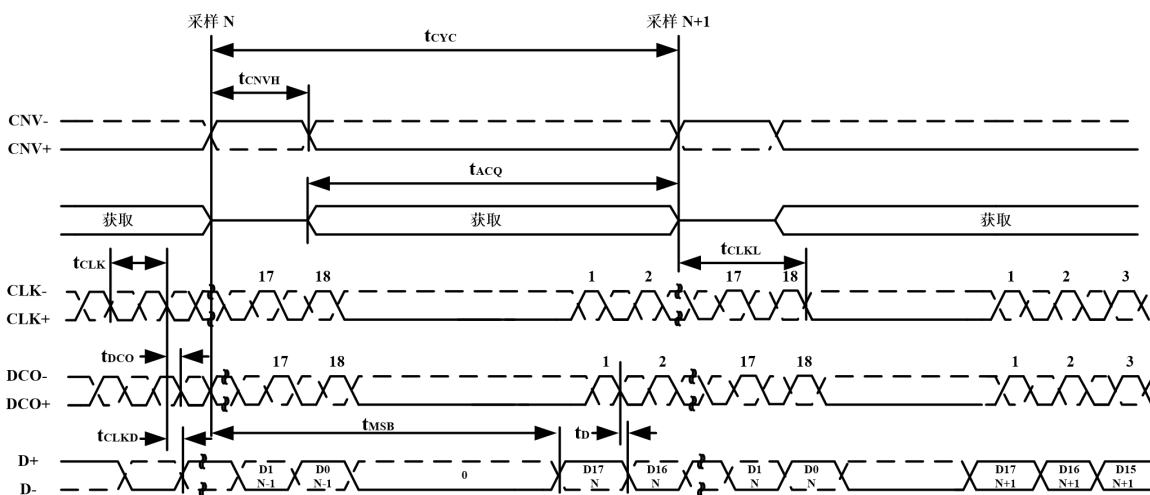 采样 N 采样 N+1
tCYC
tCNVH
CNV-
CNV+
tACQ
获取 获取 获取
tCLK tCLKL
17 18 1 2 17 18 1 2 3
CLK-
CLK+
tDCO
17 18 1 2 17 18 1 2 3
DCO-
DCO+
tCLKD tMSB tD
D+ D1 D0 D17 D16 D1 D0 D17 D16 D15
0
D- N-1 N-1 N N N N N+1 N+1 N+1